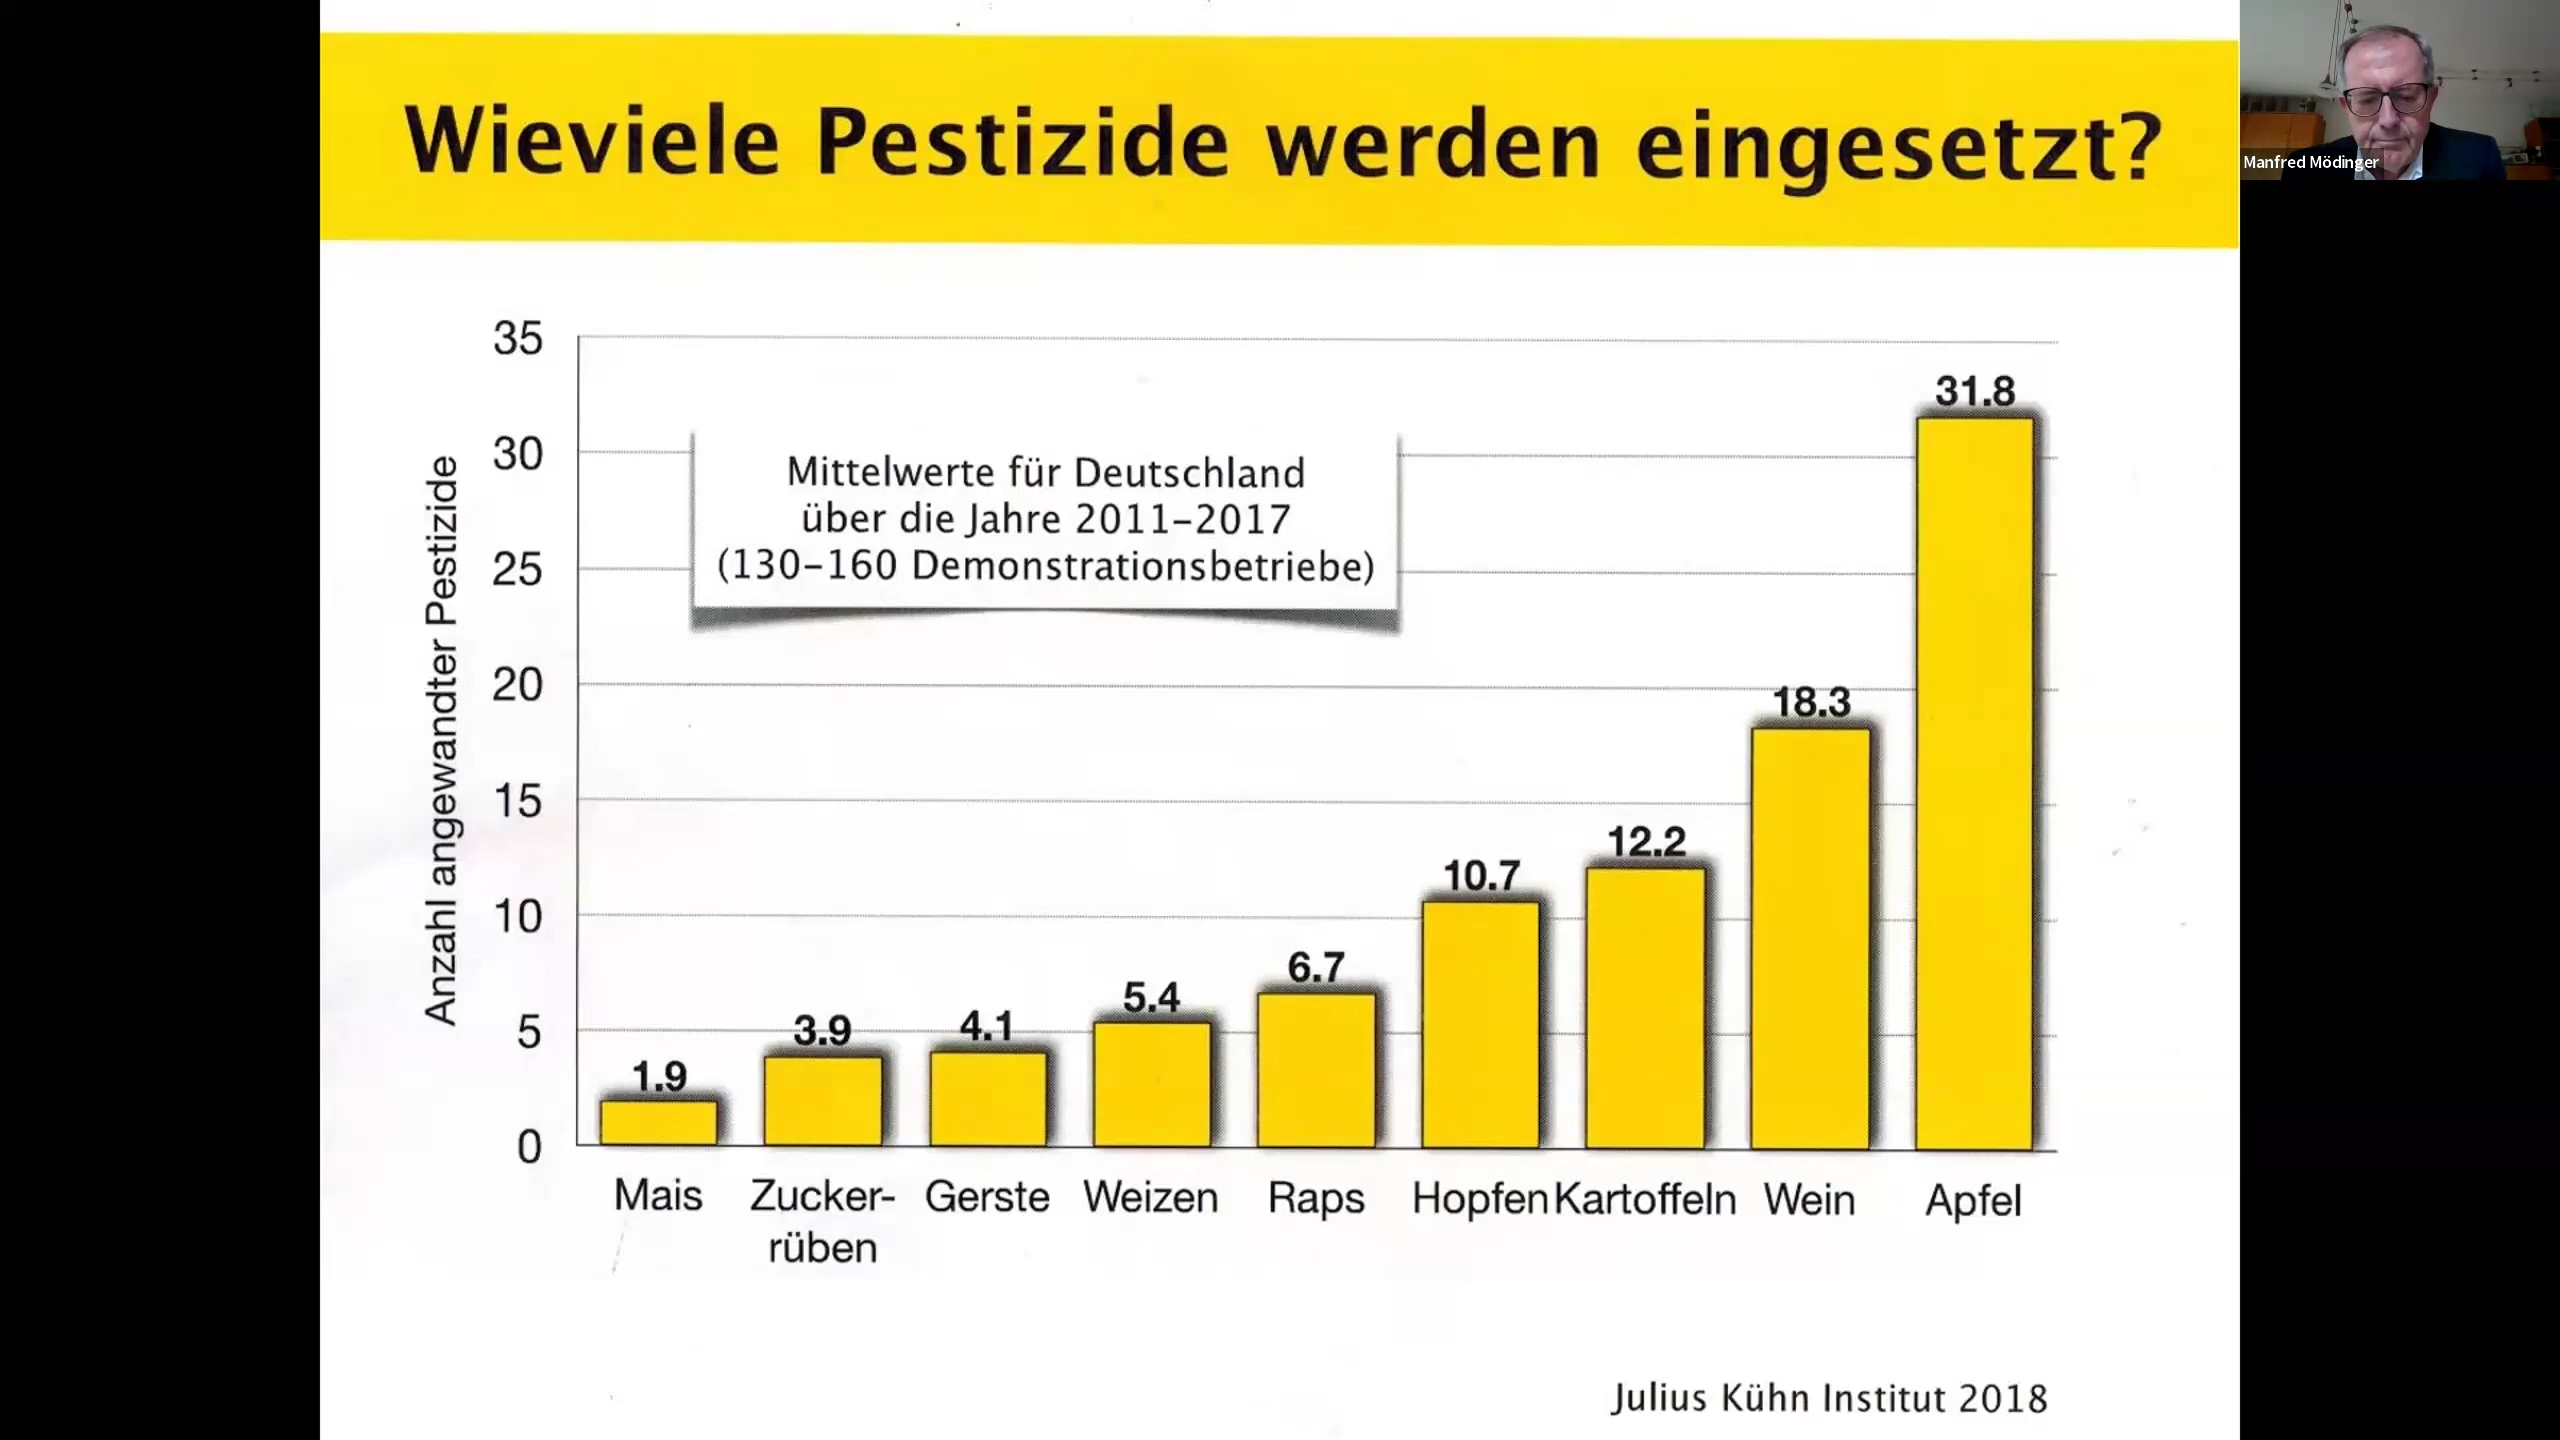 Wieviele Pestizide werden eingesetzt?
Manfred Mödinger
Anzahl angewandter Pestizide
35
30
25
20
15
10
5
0
Mittelwerte für Deutschland
über die Jahre 2011–2017
(130–160 Demonstrationsbetriebe)
1.9
3.9
4.1
5.4
6.7
10.7
12.2
18.3
31.8
Mais
Zucker-
rüben
Gerste
Weizen
Raps
Hopfen
Kartoffeln
Wein
Apfel
Julius Kühn Institut 2018